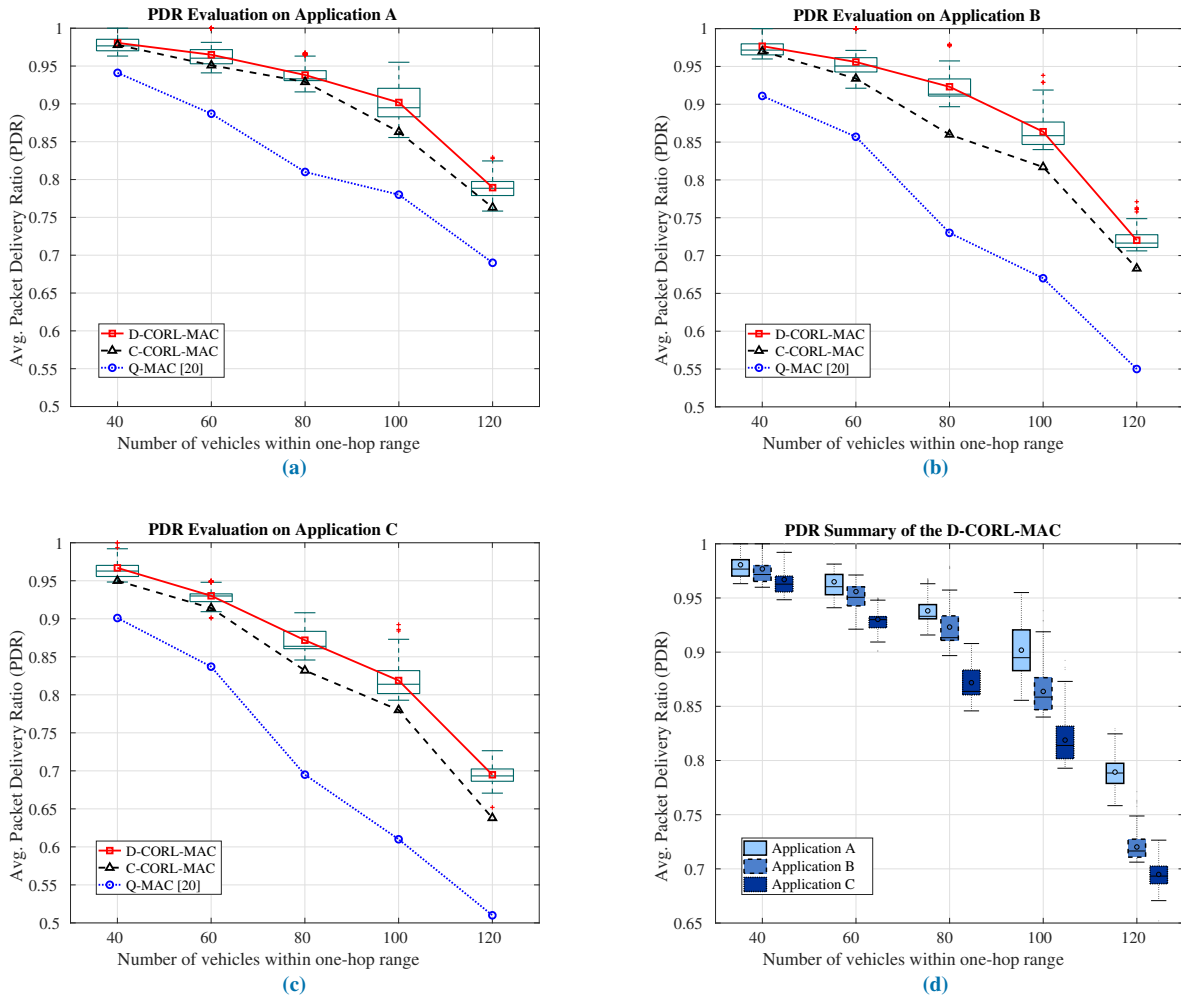 PDR Evaluation on Application A
1
0.95
0.9
0.85
0.8
0.75
0.7
0.65
0.6
0.55
0.5
Avg. Packet Delivery Ratio (PDR)
D-CORL-MAC
C-CORL-MAC
Q-MAC [20]
40 60 80 100 120
Number of vehicles within one-hop range
(a)
PDR Evaluation on Application B
1
0.95
0.9
0.85
0.8
0.75
0.7
0.65
0.6
0.55
0.5
Avg. Packet Delivery Ratio (PDR)
D-CORL-MAC
C-CORL-MAC
Q-MAC [20]
40 60 80 100 120
Number of vehicles within one-hop range
(b)
PDR Evaluation on Application C
1
0.95
0.9
0.85
0.8
0.75
0.7
0.65
0.6
0.55
0.5
Avg. Packet Delivery Ratio (PDR)
D-CORL-MAC
C-CORL-MAC
Q-MAC [20]
40 60 80 100 120
Number of vehicles within one-hop range
(c)
PDR Summary of the D-CORL-MAC
1
0.95
0.9
0.85
0.8
0.75
0.7
0.65
Avg. Packet Delivery Ratio (PDR)
Application A
Application B
Application C
40 60 80 100 120
Number of vehicles within one-hop range
(d)